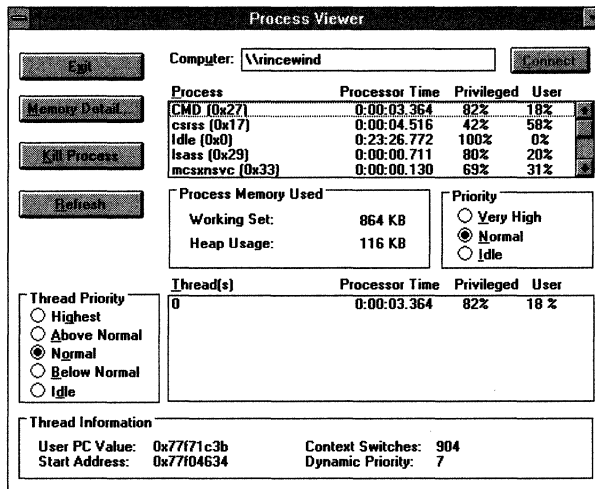 Process Viewer
Exit
Computer: \\rincewind
Connect
Memory Detail...
Process Processor Time Privileged User
CMD (0x27) 0:00:03.364 82% 18%
csrss (0x17) 0:00:04.516 42% 58%
Idle (0x0) 0:23:26.772 100% 0%
lsass (0x29) 0:00:00.711 80% 20%
mcsxnsvc (0x33) 0:00:00.130 69% 31%
Kill Process
Refresh
Process Memory Used
Working Set: 864 KB
Heap Usage: 116 KB
Priority
Very High
Normal
Idle
Thread(s) Processor Time Privileged User
0 0:00:03.364 82% 18 %
Thread Priority
Highest
Above Normal
Normal
Below Normal
Idle
Thread Information
User PC Value: 0x77f71c3b Context Switches: 904
Start Address: 0x77f04634 Dynamic Priority: 7